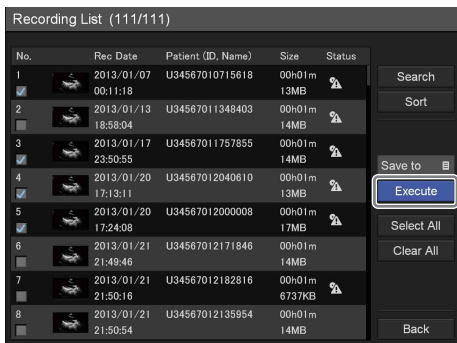 Recording List (111/111)
No. Rec Date Patient (ID, Name) Size Status
1 2013/01/07 U34567010715618 00h01m
00:11:18 13MB
2 2013/01/13 U34567011348403 00h01m
18:58:04 14MB
3 2013/01/17 U34567011757855 00h01m
23:50:55 14MB
4 2013/01/20 U34567012040610 00h01m
17:13:11 13MB
5 2013/01/20 U34567012000008 00h01m
17:24:08 17MB
6 2013/01/21 U34567012171846 00h01m
21:49:46 14MB
7 2013/01/21 U34567012182816 00h01m
21:50:16 6737KB
8 2013/01/21 U34567012135954 00h01m
21:50:54 14MB
Search
Sort
Save to
Execute
Select All
Clear All
Back